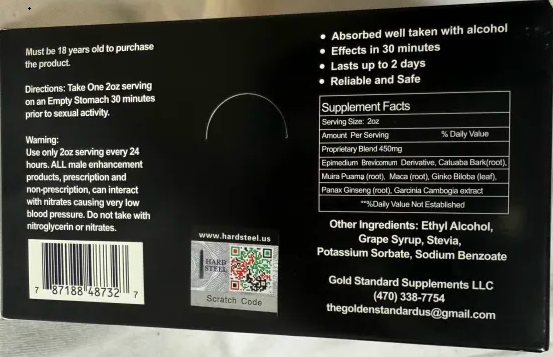 Must be 18 years old to purchase
the product.
Directions: Take One 2oz serving
on an Empty Stomach 30 minutes
prior to sexual activity.
Warning:
Use only 2oz serving every 24
hours. ALL male enhancement
products, prescription and
non-prescription, can interact
with nitrates causing very low
blood pressure. Do not take with
nitroglycerin or nitrates.
7 87188 48732 7
www.hardsteel.us
HARD
STEEL
Scratch Code
• Absorbed well taken with alcohol
• Effects in 30 minutes
• Lasts up to 2 days
• Reliable and Safe
Supplement Facts
Serving Size: 2oz
Amount Per Serving % Daily Value
Proprietary Blend 450mg
Epimedium Brevicornum Derivative, Catuaba Bark(root),
Muira Puama (root), Maca (root), Ginko Biloba (leaf),
Panax Ginseng (root), Garcinia Cambogia extract
**%Daily Value Not Established
Other Ingredients: Ethyl Alcohol,
Grape Syrup, Stevia,
Potassium Sorbate, Sodium Benzoate
Gold Standard Supplements LLC
(470) 338-7754
thegoldenstandardus@gmail.com